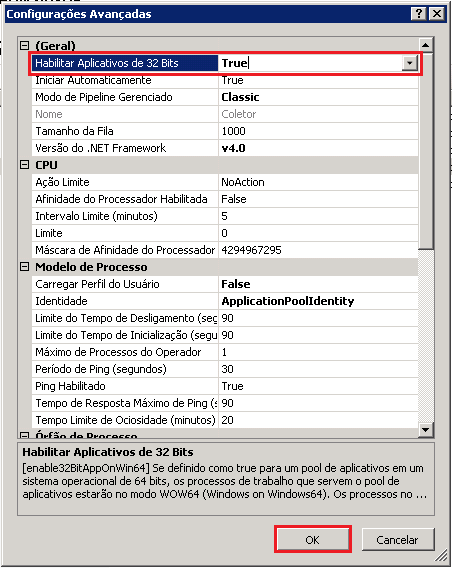 Configurações Avançadas
(Geral)
Habilitar Aplicativos de 32 Bits True
Iniciar Automaticamente True
Modo de Pipeline Gerenciado Classic
Nome Coletor
Tamanho da Fila 1000
Versão do .NET Framework v4.0
CPU
Ação Limite NoAction
Afinidade do Processador Habilitada False
Intervalo Limite (minutos) 5
Limite 0
Máscara de Afinidade do Processador 4294967295
Modelo de Processo
Carregar Perfil do Usuário False
Identidade ApplicationPoolIdentity
Limite do Tempo de Desligamento (seg 90
Limite do Tempo de Inicialização (segu 90
Máximo de Processos do Operador 1
Período de Ping (segundos) 30
Ping Habilitado True
Tempo de Resposta Máximo de Ping (s 90
Tempo Limite de Ociosidade (minutos) 20
Órfão de Processo
Habilitar Aplicativos de 32 Bits
[enable32BitAppOnWin64] Se definido como true para um pool de aplicativos em um
sistema operacional de 64 bits, os processos de trabalho que servem o pool de
aplicativos estarão no modo WOW64 (Windows on Windows64). Os processos no ...
OK Cancelar